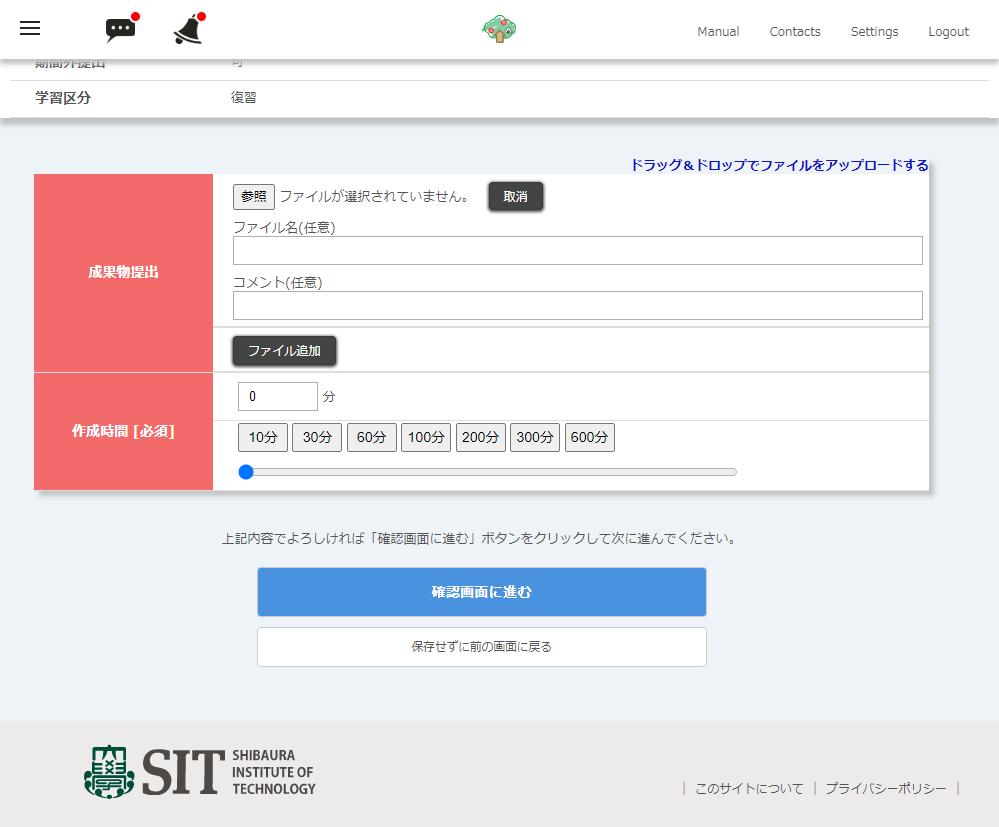 Manual Contacts Settings Logout
期間外提出 可
学習区分 復習
ドラッグ＆ドロップでファイルをアップロードする
成果物提出
参照 ファイルが選択されていません。 取消
ファイル名(任意)
コメント(任意)
ファイル追加
作成時間 [必須]
0 分
10分 30分 60分 100分 200分 300分 600分
上記内容でよろしければ「確認画面に進む」ボタンをクリックして次に進んでください。
確認画面に進む
保存せずに前の画面に戻る
SIT SHIBAURA
INSTITUTE OF
TECHNOLOGY
| このサイトについて | プライバシーポリシー |